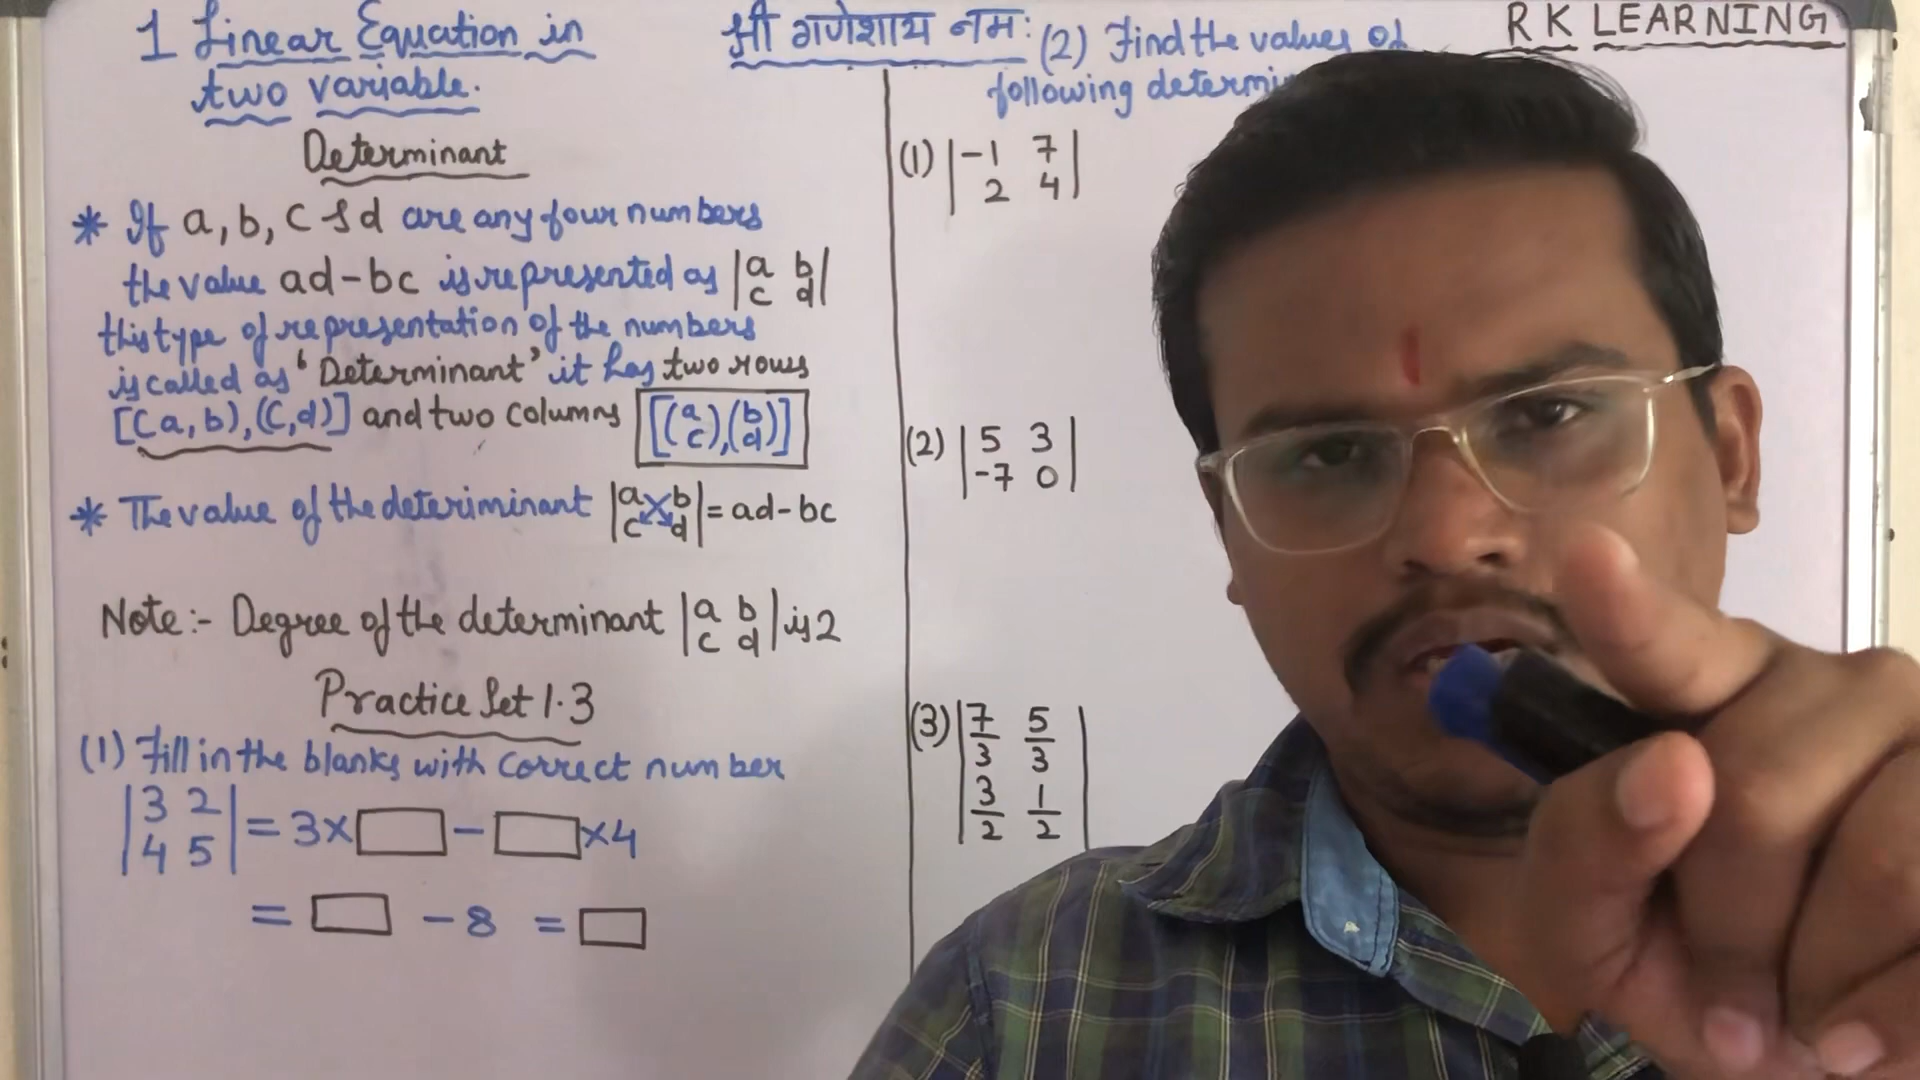 1 Linear Equation in
two variable.
Determinant
* If a, b, c & d are any four numbers
the value ad-bc is represented as |a b|
|c d|
this type of representation of the numbers
is called as 'Determinant' it has two rows
[(a,b),(c,d)] and two columns [(a c),(b d)]
* The value of the deteriminant |a b| = ad-bc
|c d|
Note:- Degree of the determinant |a b| is 2
|c d|
Practice Set 1.3
(1) Fill in the blanks with correct number
|3 2| = 3×□ - □×4
|4 5|
= □ - 8 = □
श्री गणेशाय नमः
(2) Find the values of
following
(1) |-1 7|
|2 4|
(2) |5 3|
|-7 0|
(3) |7/3 5/3|
|3/2 1/2|
R K LEARNING